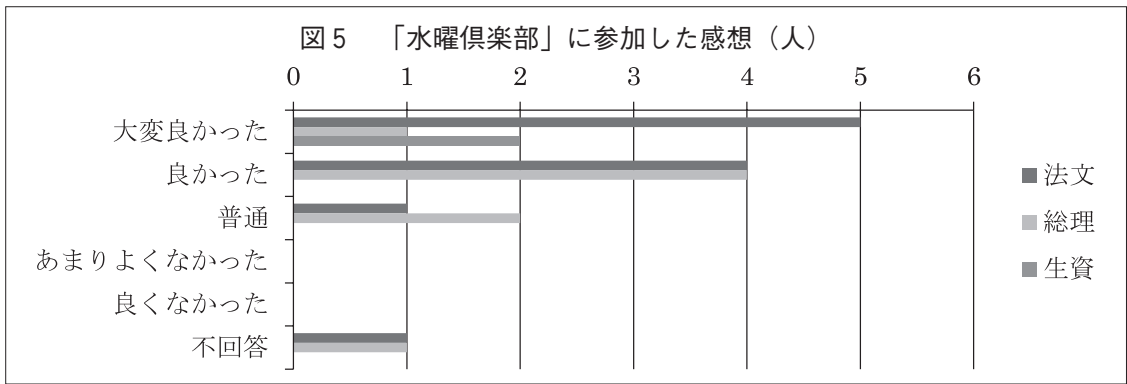 図5 「水曜倶楽部」に参加した感想（人）
0 1 2 3 4 5 6
大変良かった
良かった
普通
あまりよくなかった
良くなかった
不回答
法文
総理
生資